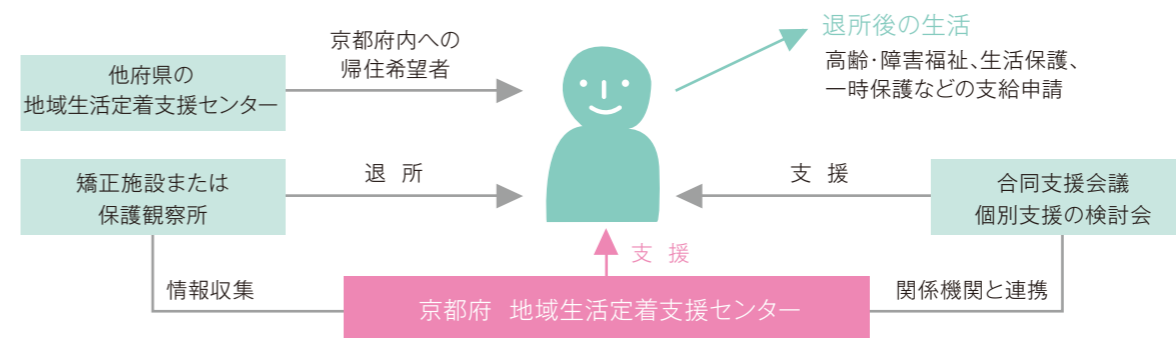 退所後の生活
高齢・障害福祉、生活保護、
一時保護などの支給申請
京都府内への
帰住希望者
他府県の
地域生活定着支援センター
矯正施設または
保護観察所
退 所
支 援
合同支援会議
個別支援の検討会
支 援
情報収集
京都府 地域生活定着支援センター
関係機関と連携